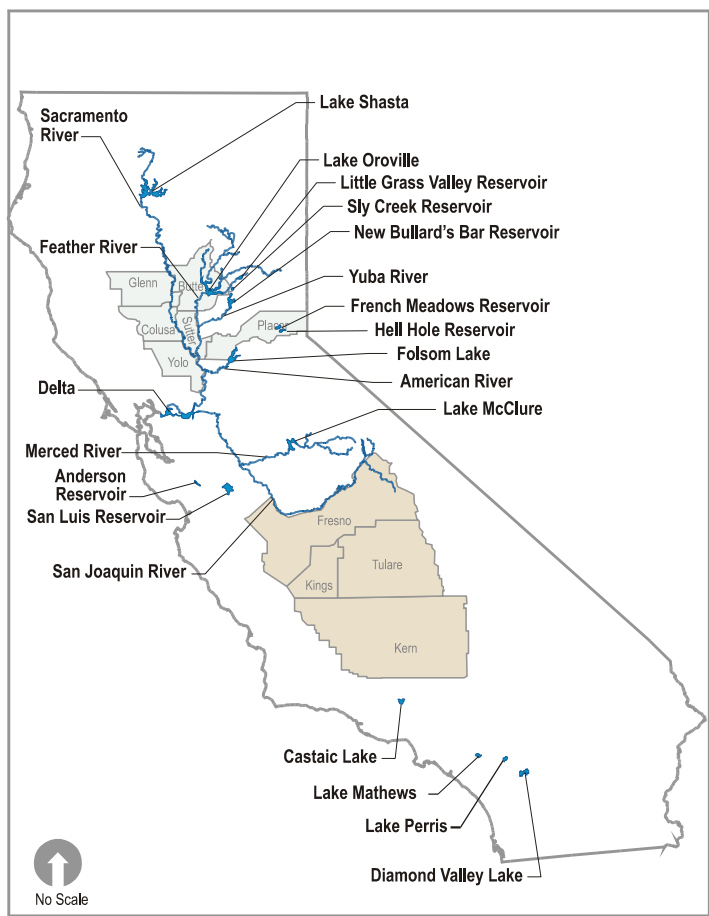 Lake Shasta
Sacramento
River
Lake Oroville
Little Grass Valley Reservoir
Sly Creek Reservoir
New Bullard's Bar Reservoir
Feather River
Yuba River
Glenn
Butte
French Meadows Reservoir
Colusa
Sutter
Placer
Hell Hole Reservoir
Yolo
Folsom Lake
American River
Delta
Lake McClure
Merced River
Anderson
Reservoir
San Luis Reservoir
Fresno
San Joaquin River
Tulare
Kings
Kern
Castaic Lake
Lake Mathews
Lake Perris
Diamond Valley Lake
No Scale